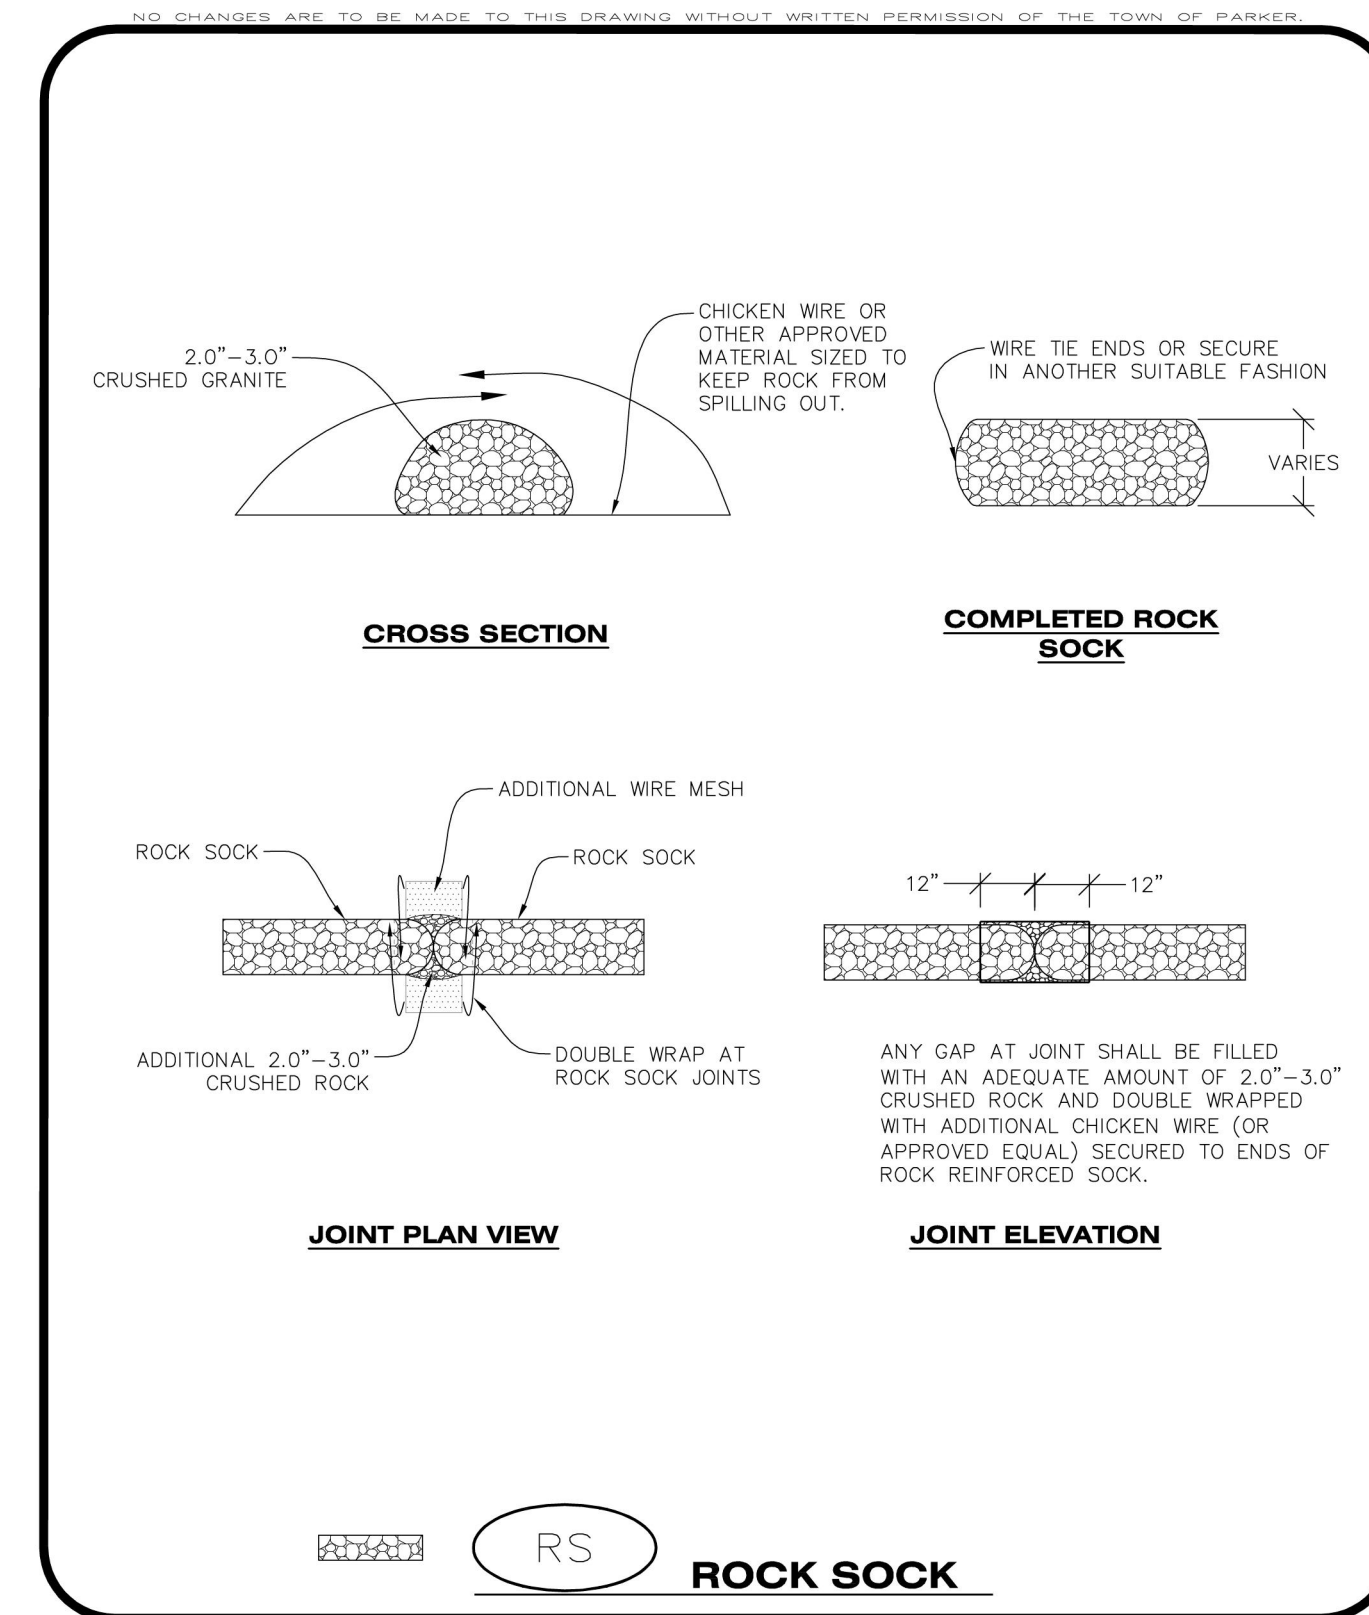 NO CHANGES ARE TO BE MADE TO THIS DRAWING WITHOUT WRITTEN PERMISSION OF THE TOWN OF PARKER.
2.0”–3.0”
CRUSHED GRANITE
CHICKEN WIRE OR
OTHER APPROVED
MATERIAL SIZED TO
KEEP ROCK FROM
SPILLING OUT.
WIRE TIE ENDS OR SECURE
IN ANOTHER SUITABLE FASHION
VARIES
CROSS SECTION
COMPLETED ROCK
SOCK
ADDITIONAL WIRE MESH
ROCK SOCK
ROCK SOCK
ADDITIONAL 2.0”–3.0”
CRUSHED ROCK
DOUBLE WRAP AT
ROCK SOCK JOINTS
JOINT PLAN VIEW
12”
12”
ANY GAP AT JOINT SHALL BE FILLED
WITH AN ADEQUATE AMOUNT OF 2.0”–3.0”
CRUSHED ROCK AND DOUBLE WRAPPED
WITH ADDITIONAL CHICKEN WIRE (OR
APPROVED EQUAL) SECURED TO ENDS OF
ROCK REINFORCED SOCK.
JOINT ELEVATION
RS
ROCK SOCK